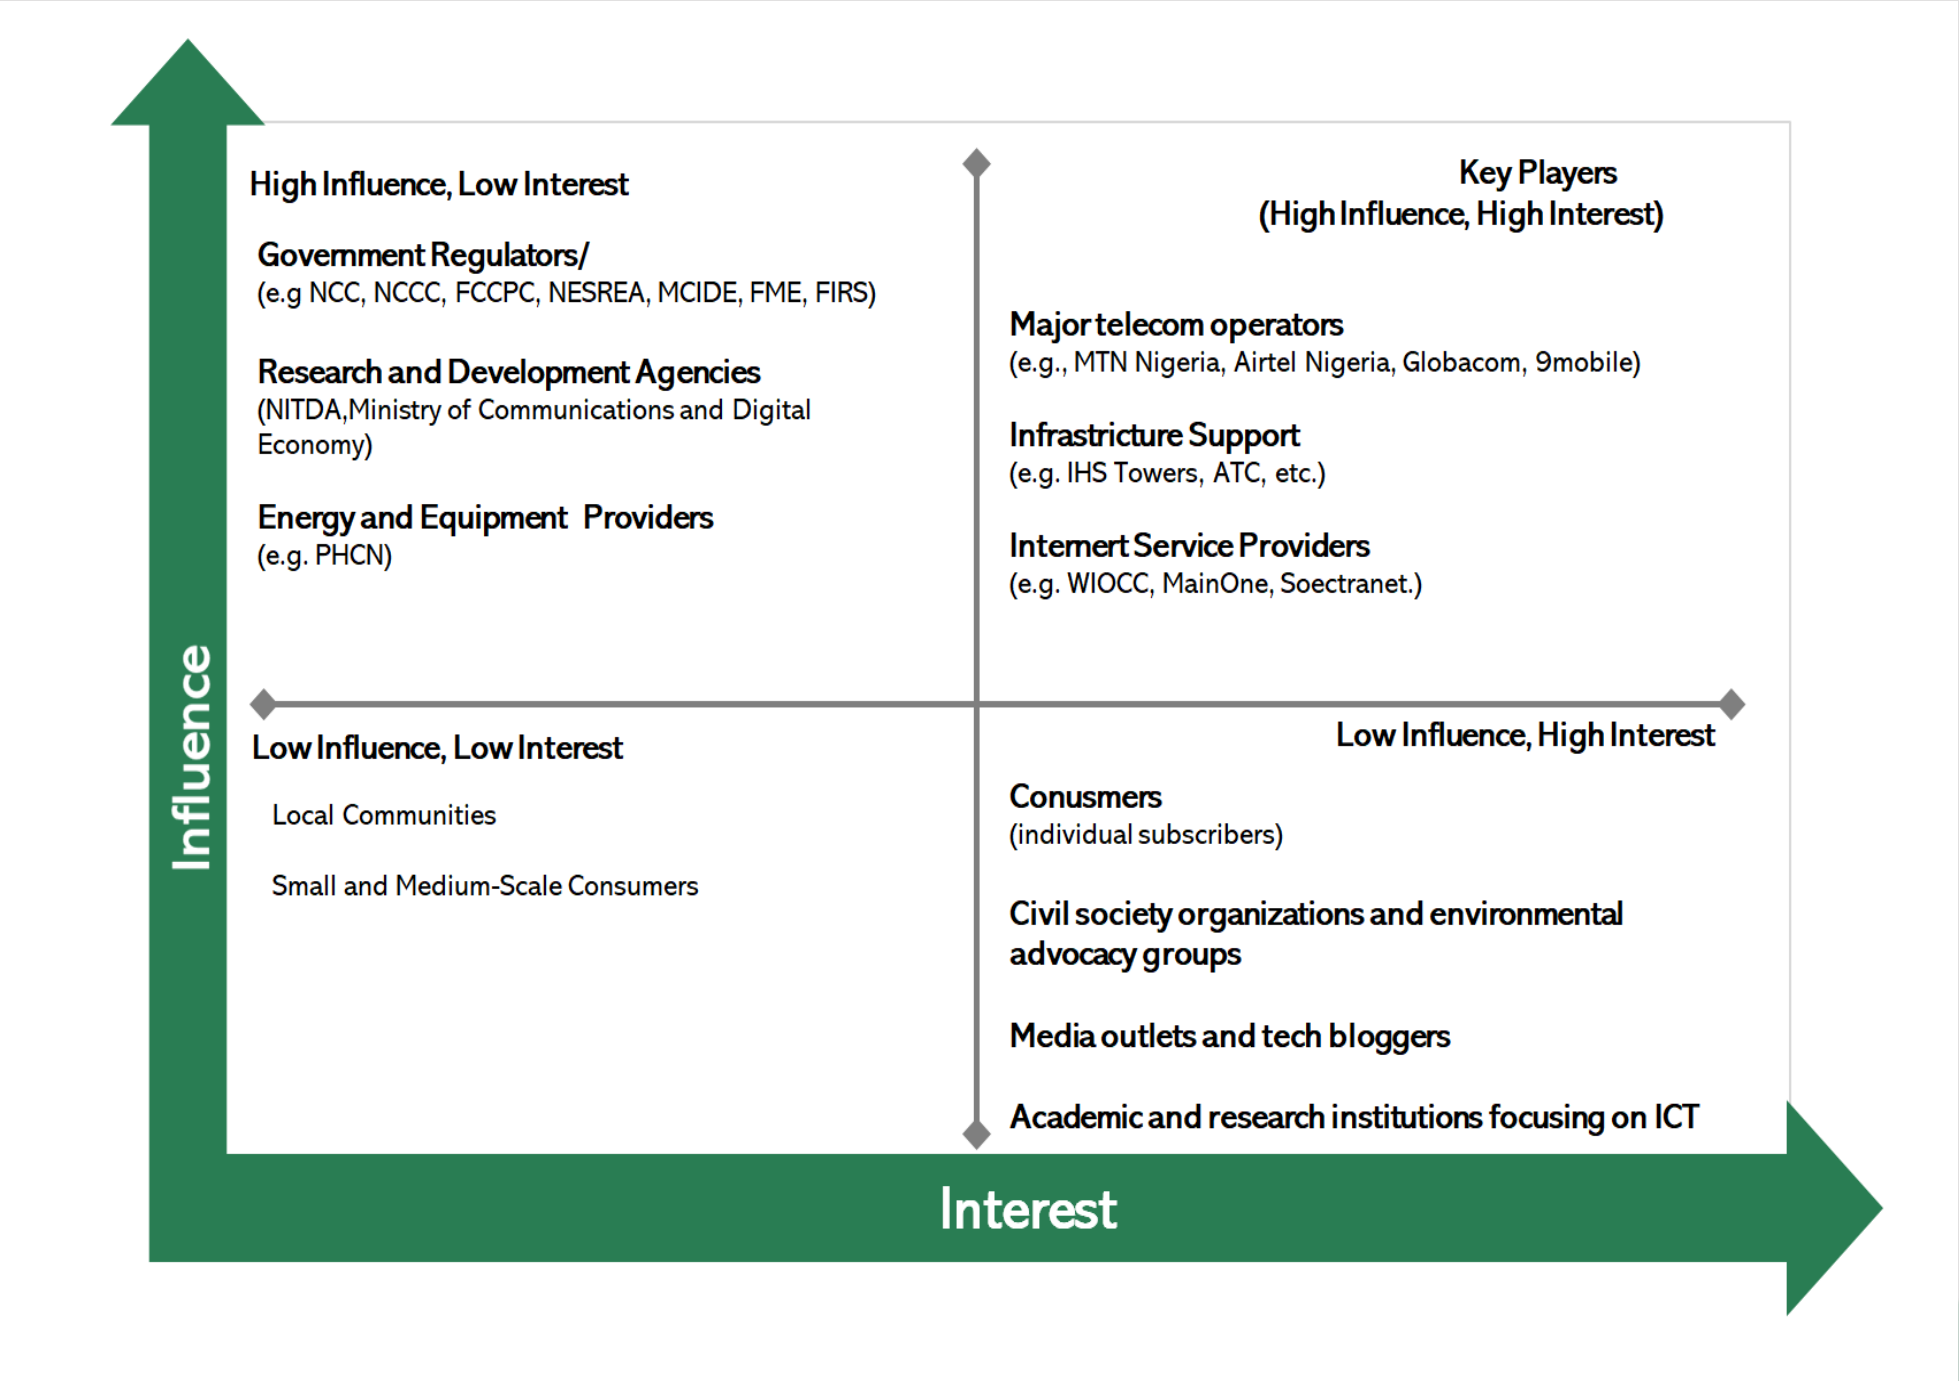 High Influence, Low Interest
Government Regulators/
(e.g NCC, NCCC, FCCPC, NESREA, MCIDE, FME, FIRS)
Research and Development Agencies
(NITDA,Ministry of Communications and Digital
Economy)
Energy and Equipment Providers
(e.g. PHCN)
Key Players
(High Influence, High Interest)
Major telecom operators
(e.g., MTN Nigeria, Airtel Nigeria, Globacom, 9mobile)
Infrastricture Support
(e.g. IHS Towers, ATC, etc.)
Internert Service Providers
(e.g. WIOCC, MainOne, Soectranet.)
Influence
Low Influence, Low Interest
Local Communities
Small and Medium-Scale Consumers
Low Influence, High Interest
Conusmers
(individual subscribers)
Civil society organizations and environmental
advocacy groups
Media outlets and tech bloggers
Academic and research institutions focusing on ICT
Interest